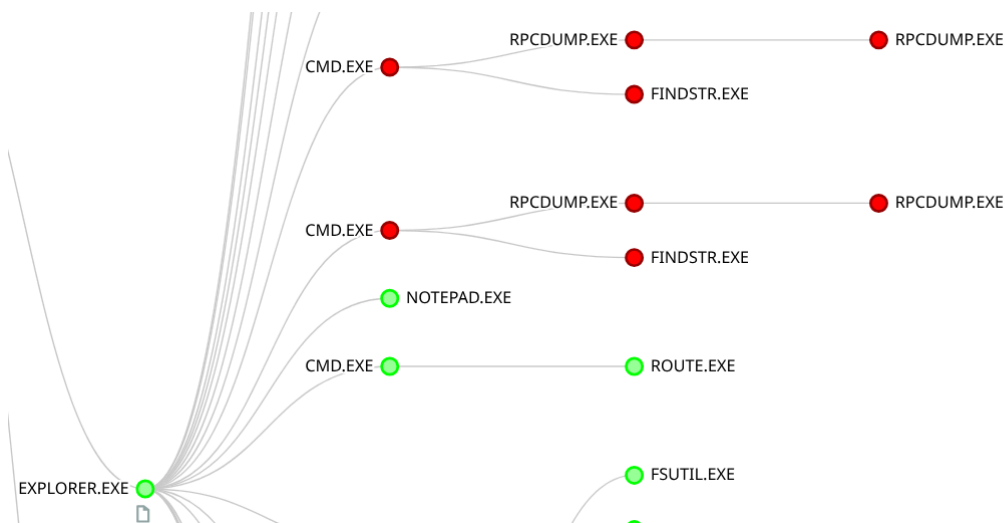 RPCDUMP.EXE
RPCDUMP.EXE
CMD.EXE
FINDSTR.EXE
RPCDUMP.EXE
RPCDUMP.EXE
CMD.EXE
FINDSTR.EXE
NOTEPAD.EXE
CMD.EXE
ROUTE.EXE
FSUTIL.EXE
EXPLORER.EXE